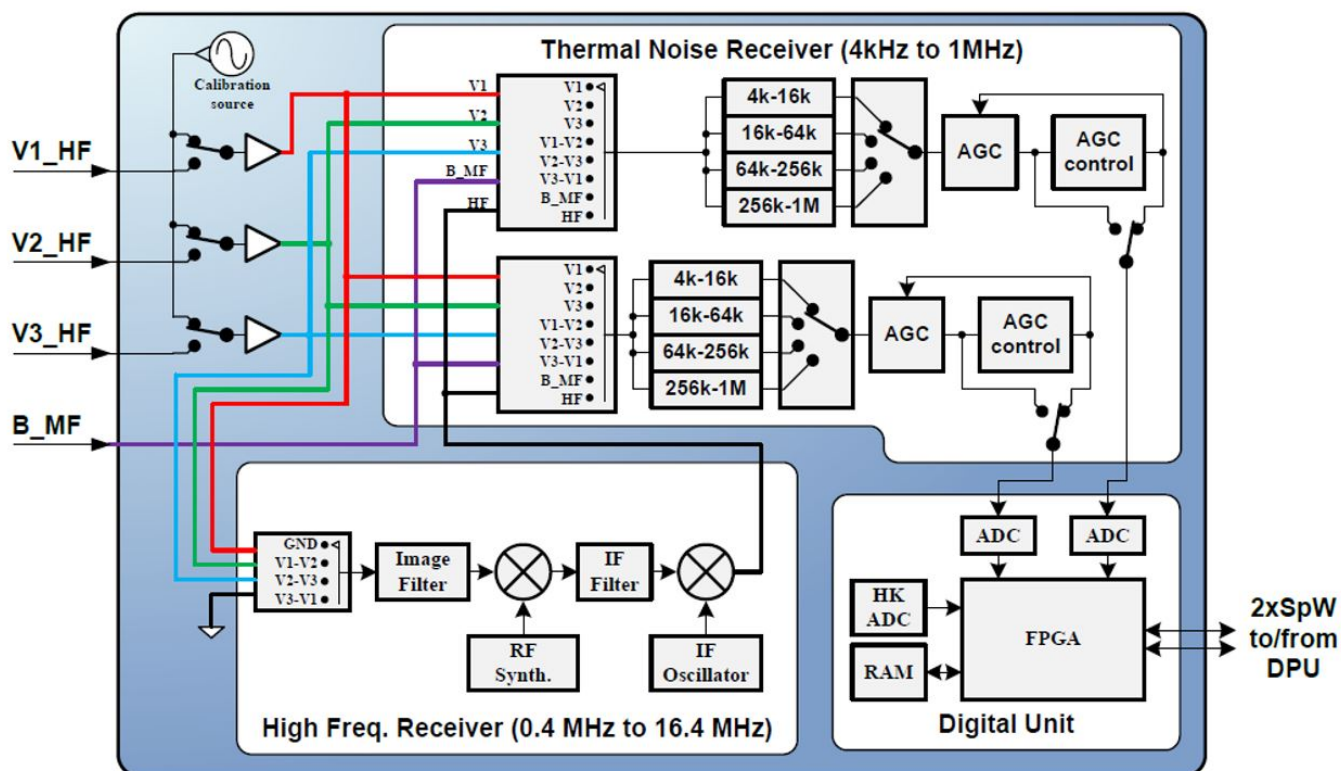 Thermal Noise Receiver (4kHz to 1MHz)
Calibration
source
V1_HF
V2_HF
V3_HF
B_MF
V1
V2
V3
B_MF
HF
V1
V2
V3
V1-V2
V2-V3
V3-V1
B_MF
HF
4k-16k
16k-64k
64k-256k
256k-1M
AGC
AGC
control
V1
V2
V3
V1-V2
V2-V3
V3-V1
B_MF
HF
4k-16k
16k-64k
64k-256k
256k-1M
AGC
AGC
control
GND
V1-V2
V2-V3
V3-V1
Image
Filter
IF
Filter
RF
Synth.
IF
Oscillator
High Freq. Receiver (0.4 MHz to 16.4 MHz)
ADC
ADC
HK
ADC
FPGA
RAM
Digital Unit
2xSpW
to/from
DPU